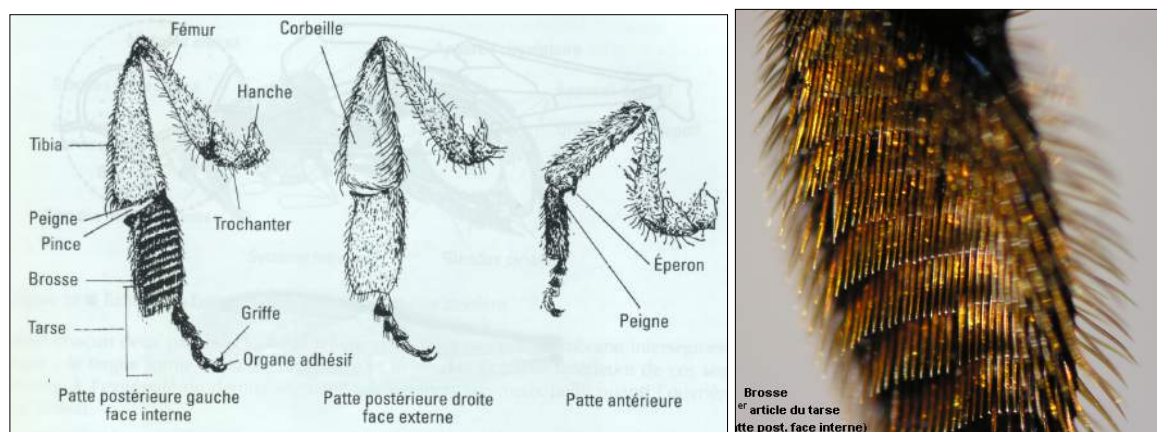 Fémur
Corbeille
Hanche
Tibia
Trochanter
Peigne
Pince
Éperon
Brosse
Peigne
Griffe
Tarse
Organe adhésif
Patte postérieure gauche
face interne
Patte postérieure droite
face externe
Patte antérieure
Brosse
er article du tarse
tte post. face interne)